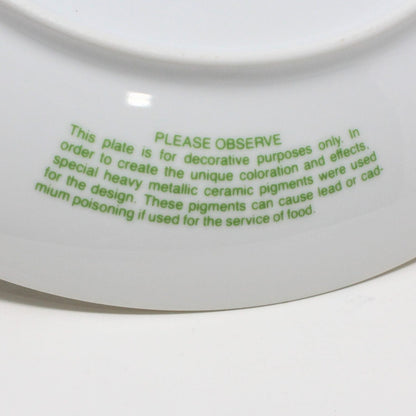 PLEASE OBSERVE
This plate is for decorative purposes only. In
order to create the unique coloration and effects,
special heavy metallic ceramic pigments were used
for the design. These pigments can cause lead or cad-
mium poisoning if used for the service of food.